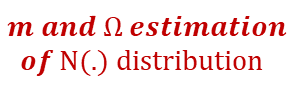 m and Ω estimation
of N(.) distribution